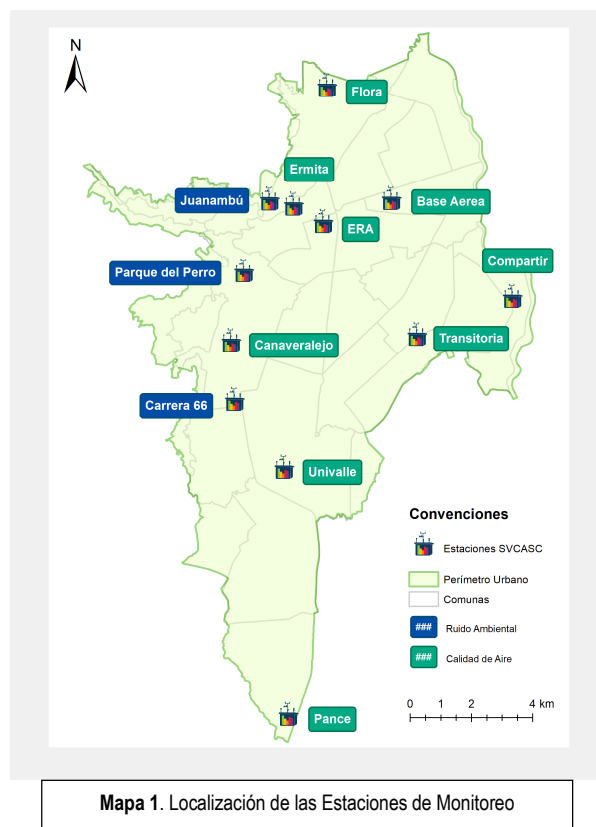 N
Flora
Ermita
Juanambú
Base Aerea
ERA
Compartir
Parque del Perro
Transitoria
Canaveralejo
Carrera 66
Univalle
Convenciones
Estaciones SVCASC
Perímetro Urbano
Comunas
### Ruido Ambiental
### Calidad de Aire
0 1 2 4 km
Pance
Mapa 1. Localización de las Estaciones de Monitoreo